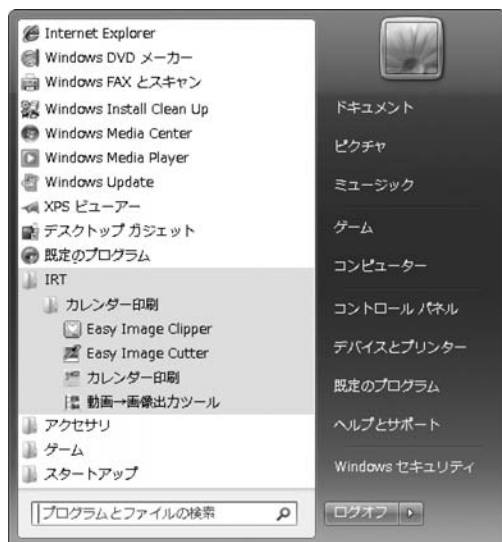 Internet Explorer
Windows DVD メーカー
Windows FAX とスキャン
Windows Install Clean Up
Windows Media Center
Windows Media Player
Windows Update
XPS ビューアー
デスクトップ ガジェット
既定のプログラム
IRT
カレンダー印刷
Easy Image Clipper
Easy Image Cutter
カレンダー印刷
動画→画像出力ツール
アクセサリ
ゲーム
スタートアップ
プログラムとファイルの検索
ドキュメント
ピクチャ
ミュージック
ゲーム
コンピューター
コントロール パネル
デバイスとプリンター
既定のプログラム
ヘルプとサポート
Windows セキュリティ
ログオフ